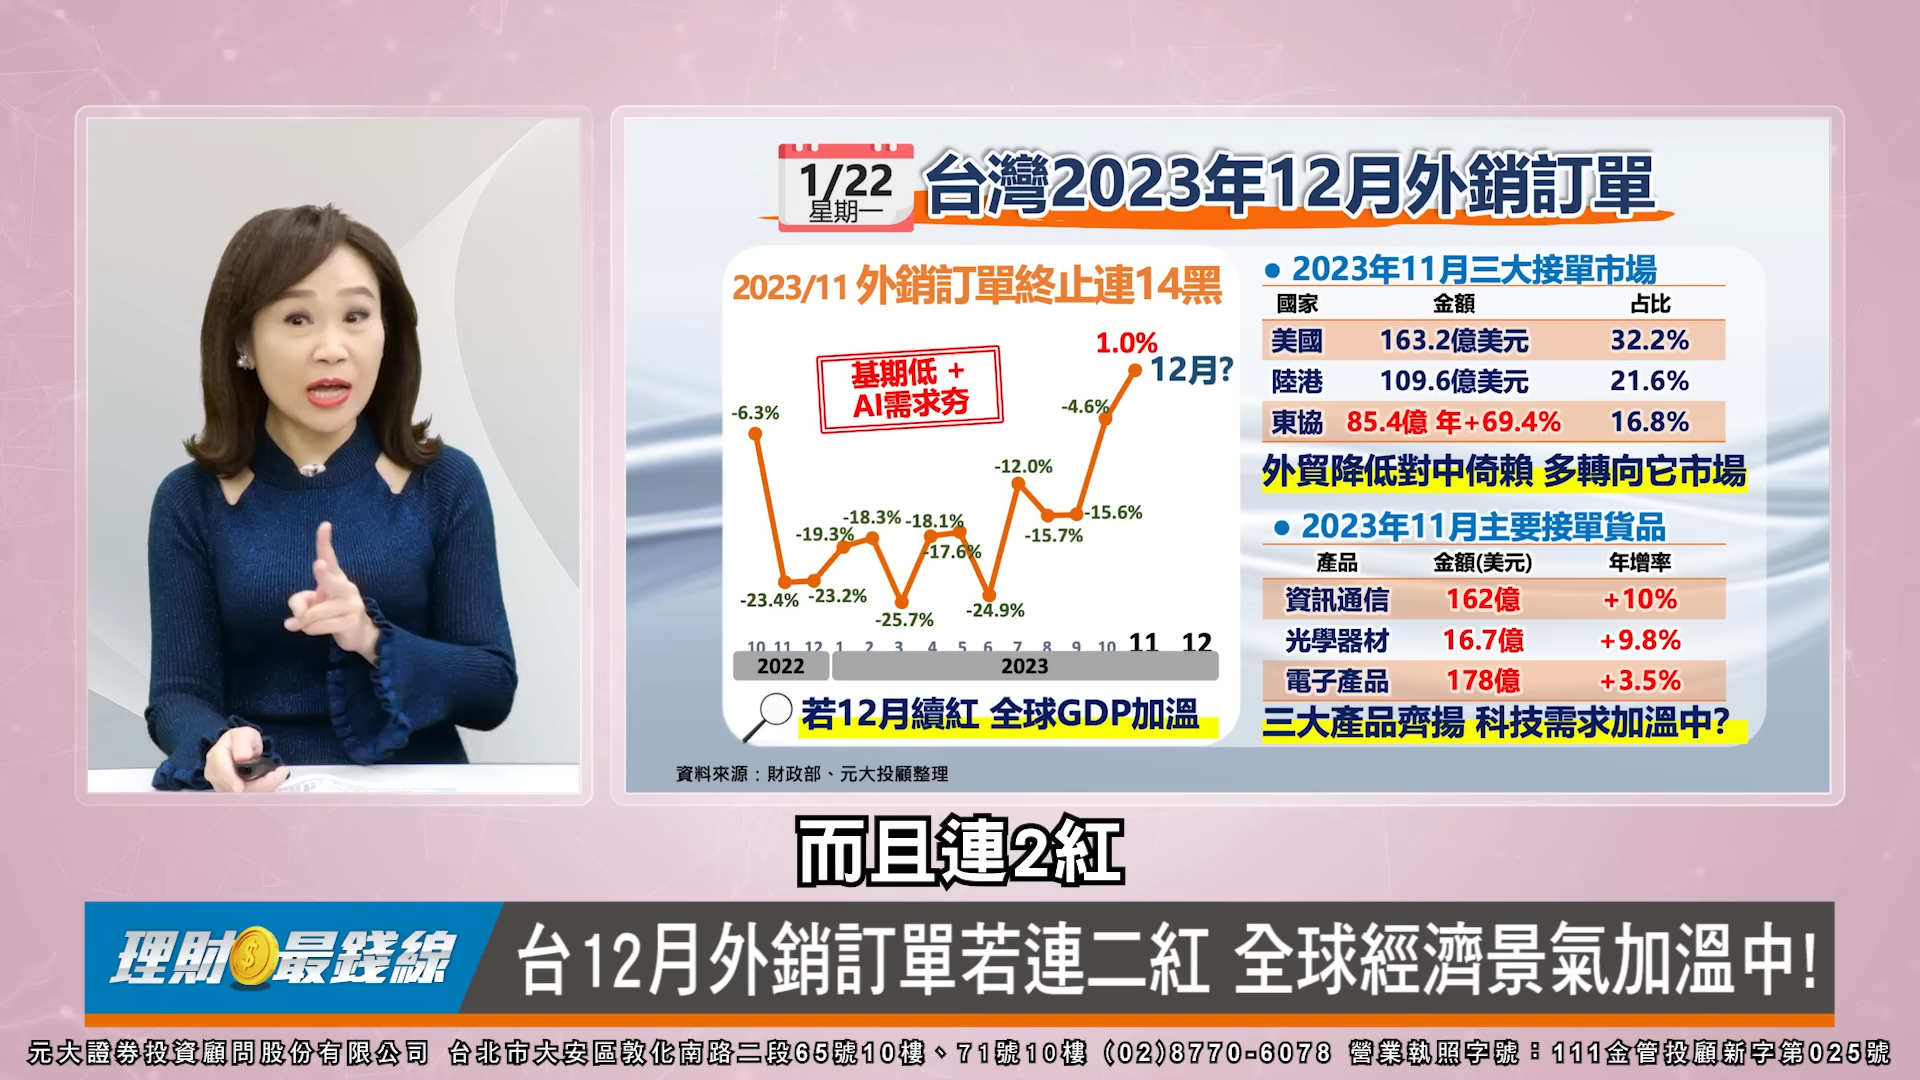 1/22
星期一
台灣2023年12月外銷訂單
2023/11 外銷訂單終止連14黑
基期低 +
AI需求夯
1.0%
12月?
-6.3%
-4.6%
-12.0%
-19.3%
-18.3%
-18.1%
-17.6%
-15.7%
-15.6%
-23.4%
-23.2%
-25.7%
-24.9%
10 11 12 1 2 3 4 5 6 7 8 9 10 11 12
2022 2023
若12月續紅 全球GDP加溫
● 2023年11月三大接單市場
國家 金額 占比
美國 163.2億美元 32.2%
陸港 109.6億美元 21.6%
東協 85.4億 年+69.4% 16.8%
外貿降低對中倚賴 多轉向它市場
● 2023年11月主要接單貨品
產品 金額(美元) 年增率
資訊通信 162億 +10%
光學器材 16.7億 +9.8%
電子產品 178億 +3.5%
三大產品齊揚 科技需求加溫中?
資料來源：財政部、元大投顧整理
而且連2紅
理財最錢線
台12月外銷訂單若連二紅 全球經濟景氣加溫中!
元大證券投資顧問股份有限公司 台北市大安區敦化南路二段65號10樓、71號10樓 (02)8770-6078 營業執照字號：111金管投顧新字第025號